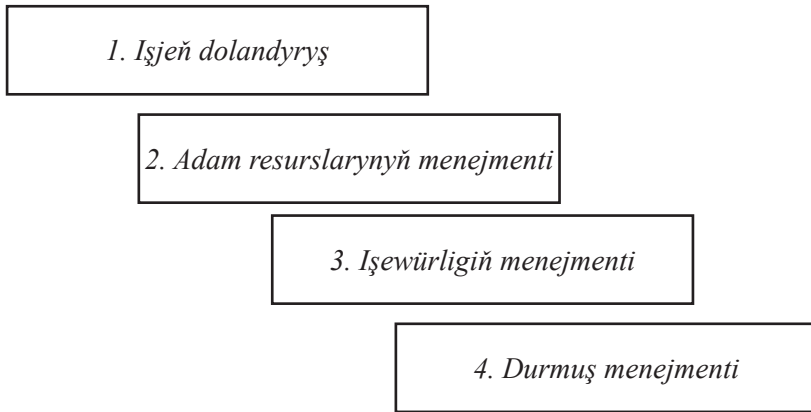 1. Işjeň dolandyryş
2. Adam resurslarynyň menejmenti
3. Işewürligiň menejmenti
4. Durmuş menejmenti